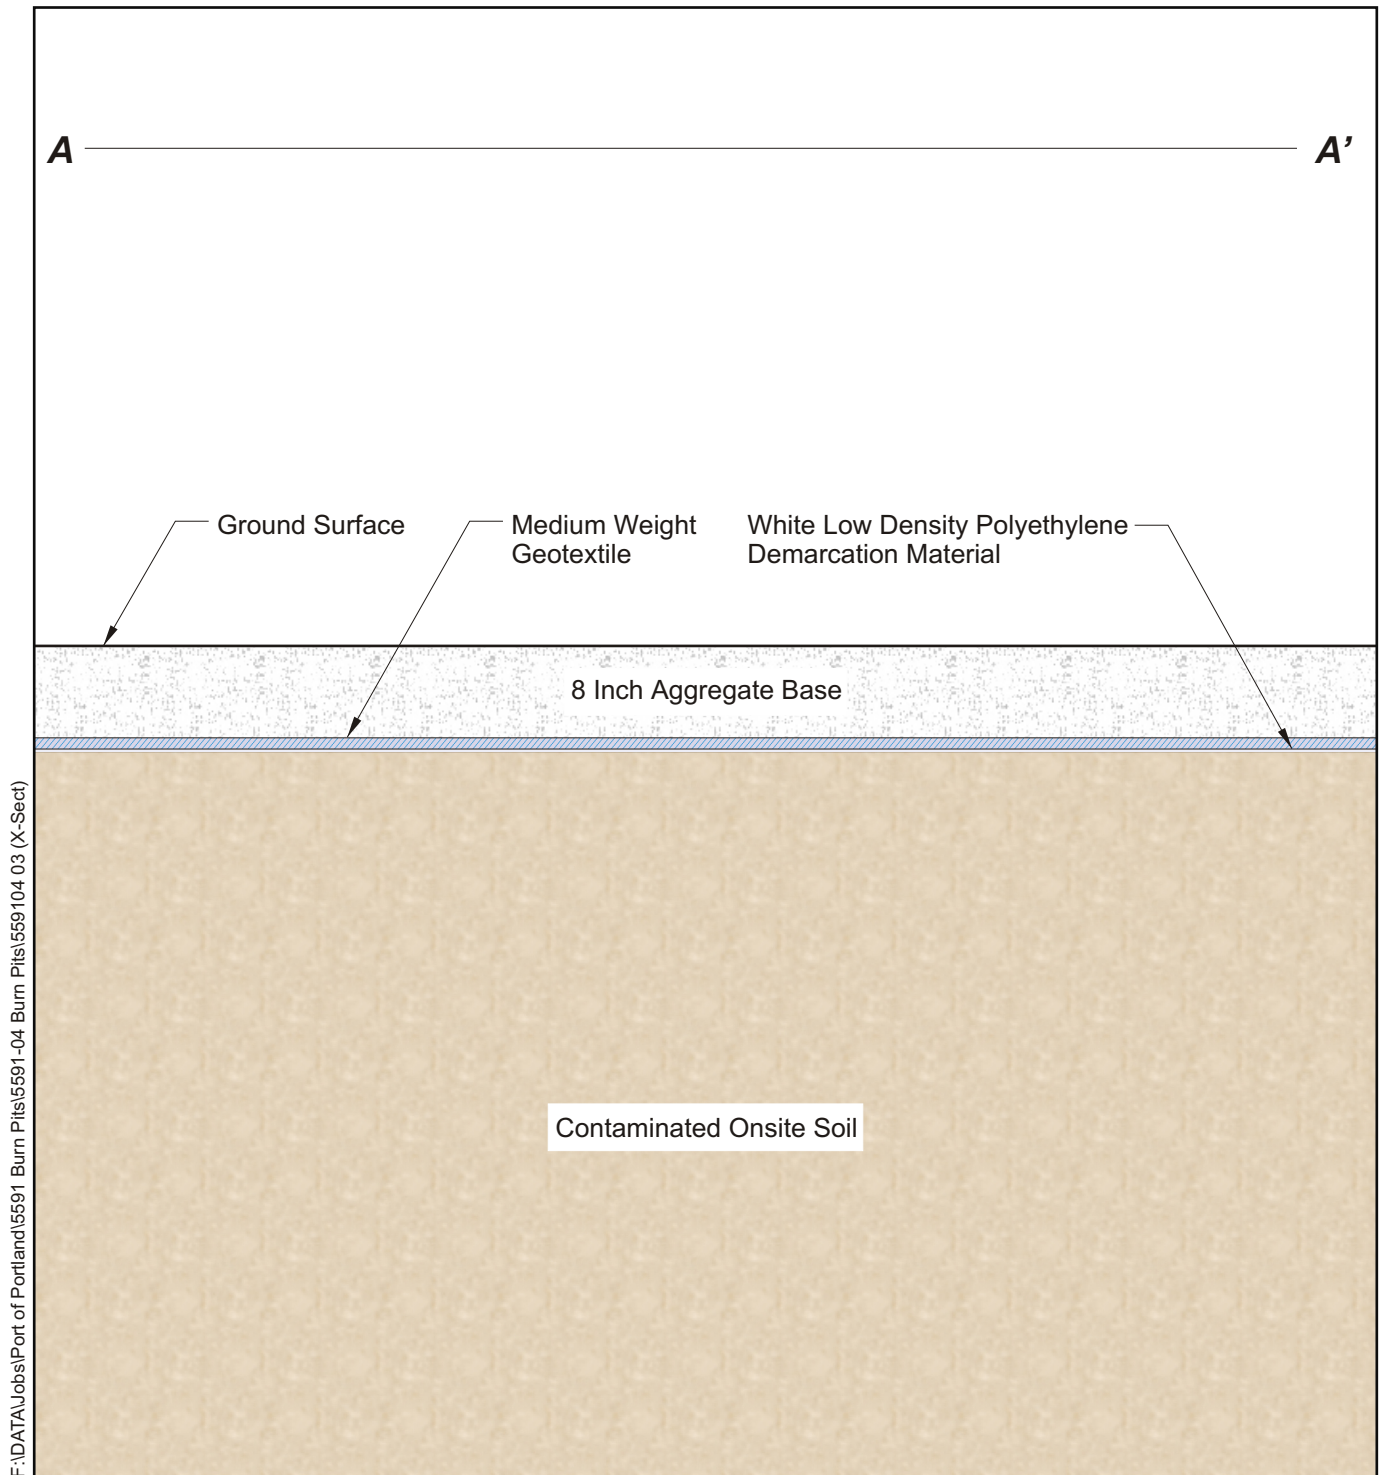 A
A’
Ground Surface
Medium Weight
Geotextile
White Low Density Polyethylene
Demarcation Material
8 Inch Aggregate Base
Contaminated Onsite Soil
F:\DATA\Jobs\Port of Portland\5591 Burn Pits\5591-04 Burn Pits\559104 03 (X-Sect)